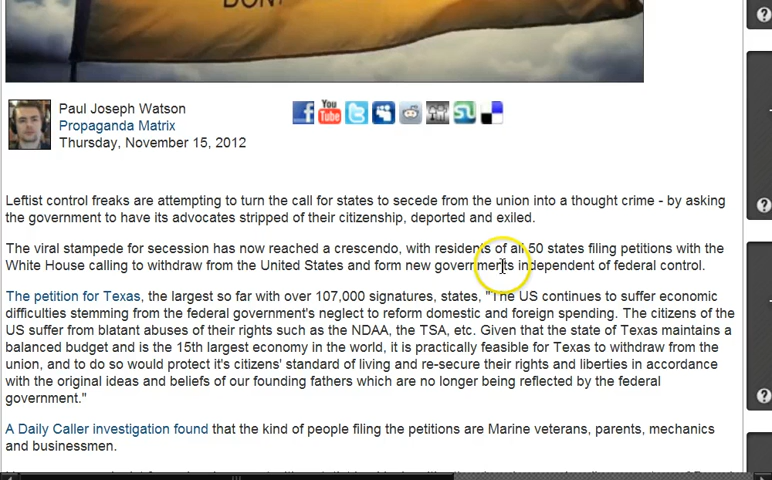 DON'
Paul Joseph Watson
You
Tube
Propaganda Matrix
Thursday, November 15, 2012
Leftist control freaks are attempting to turn the call for states to secede from the union into a thought crime - by asking
the government to have its advocates stripped of their citizenship, deported and exiled.
The viral stampede for secession has now reached a crescendo, with residents of all 50 states filing petitions with the
White House calling to withdraw from the United States and form new governments independent of federal control.
The petition for Texas, the largest so far with over 107,000 signatures, states, "The US continues to suffer economic
difficulties stemming from the federal government's neglect to reform domestic and foreign spending. The citizens of the
US suffer from blatant abuses of their rights such as the NDAA, the TSA, etc. Given that the state of Texas maintains a
balanced budget and is the 15th largest economy in the world, it is practically feasible for Texas to withdraw from the
union, and to do so would protect it's citizens' standard of living and re-secure their rights and liberties in accordance
with the original ideas and beliefs of our founding fathers which are no longer being reflected by the federal
government."
A Daily Caller investigation found that the kind of people filing the petitions are Marine veterans, parents, mechanics
and businessmen.